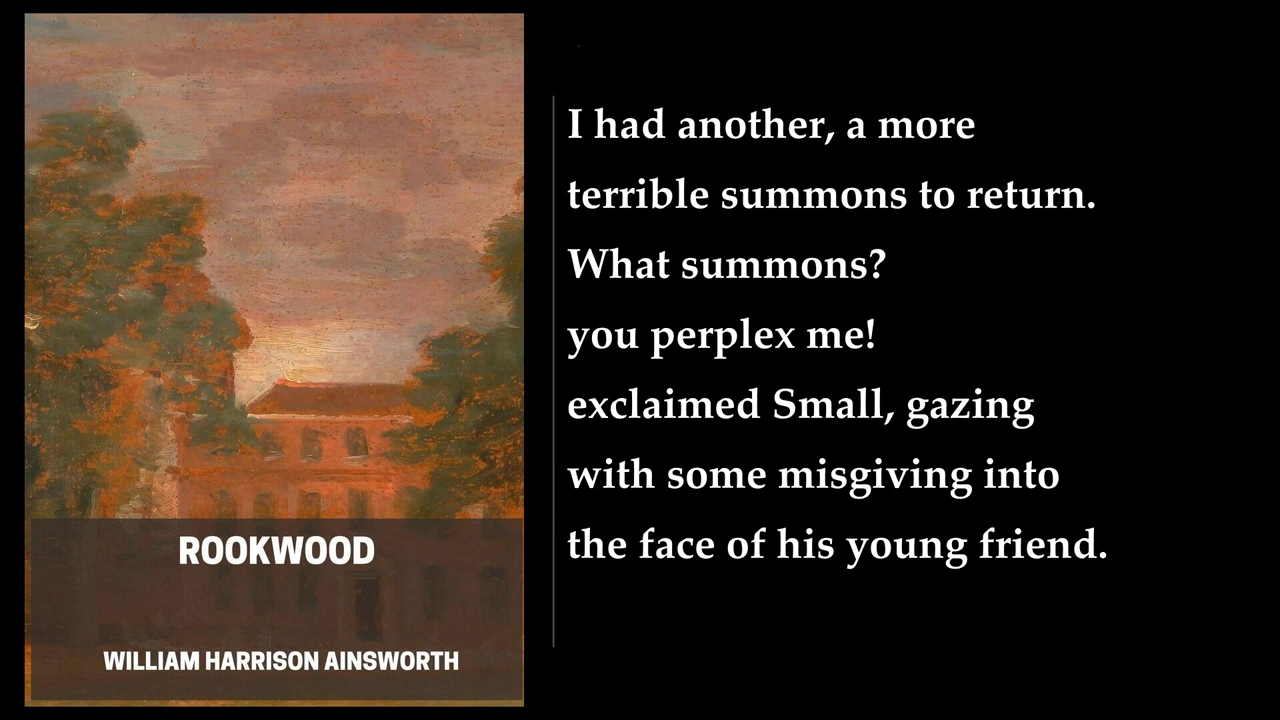 ROOKWOOD
WILLIAM HARRISON AINSWORTH
I had another, a more
terrible summons to return.
What summons?
you perplex me!
exclaimed Small, gazing
with some misgiving into
the face of his young friend.